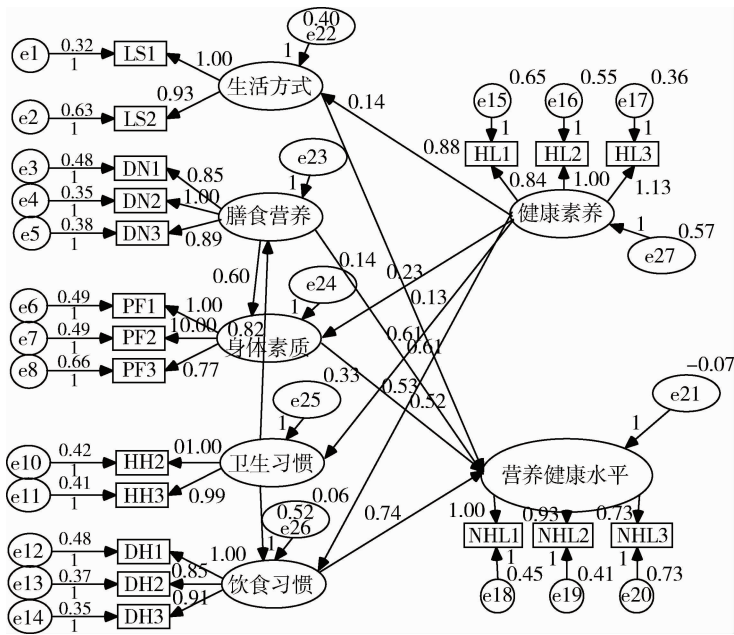 0.40
e1 0.32 1 LS1 1.00 1 e22
生活方式
e2 0.63 1 LS2 0.93 0.14
0.65 0.55 0.36
e15 e16 e17
1 1 1
0.88 HL1 HL2 HL3
0.84 1.00 1.13
健康素养
1 0.57
e27
e3 0.48 DN1 0.85 e23
1
e4 0.35 DN2 1.00 膳食营养
e5 0.38 1 DN3 0.89
0.60 0.14 0.23
e24 0.13
e6 0.49 PF1 1.00 1
e7 0.49 PF2 10.00 0.82 0.61
身体素质 0.61
e8 0.66 1 PF3 0.77 0.33 0.53
0.52
-0.07
e21
1
e25
1
e10 0.42 HH2 01.00
卫生习惯 营养健康水平
e11 0.41 1 HH3 0.99
0.06
0.52
e26 0.74
1.00 0.93 0.73
NHL1 NHL2 NHL3
1 1 1
e18 0.45 e19 0.41 e20 0.73
e12 0.48 1 DH1 1.00 1
e13 0.37 1 DH2 0.85 饮食习惯
e14 0.35 1 DH3 0.91